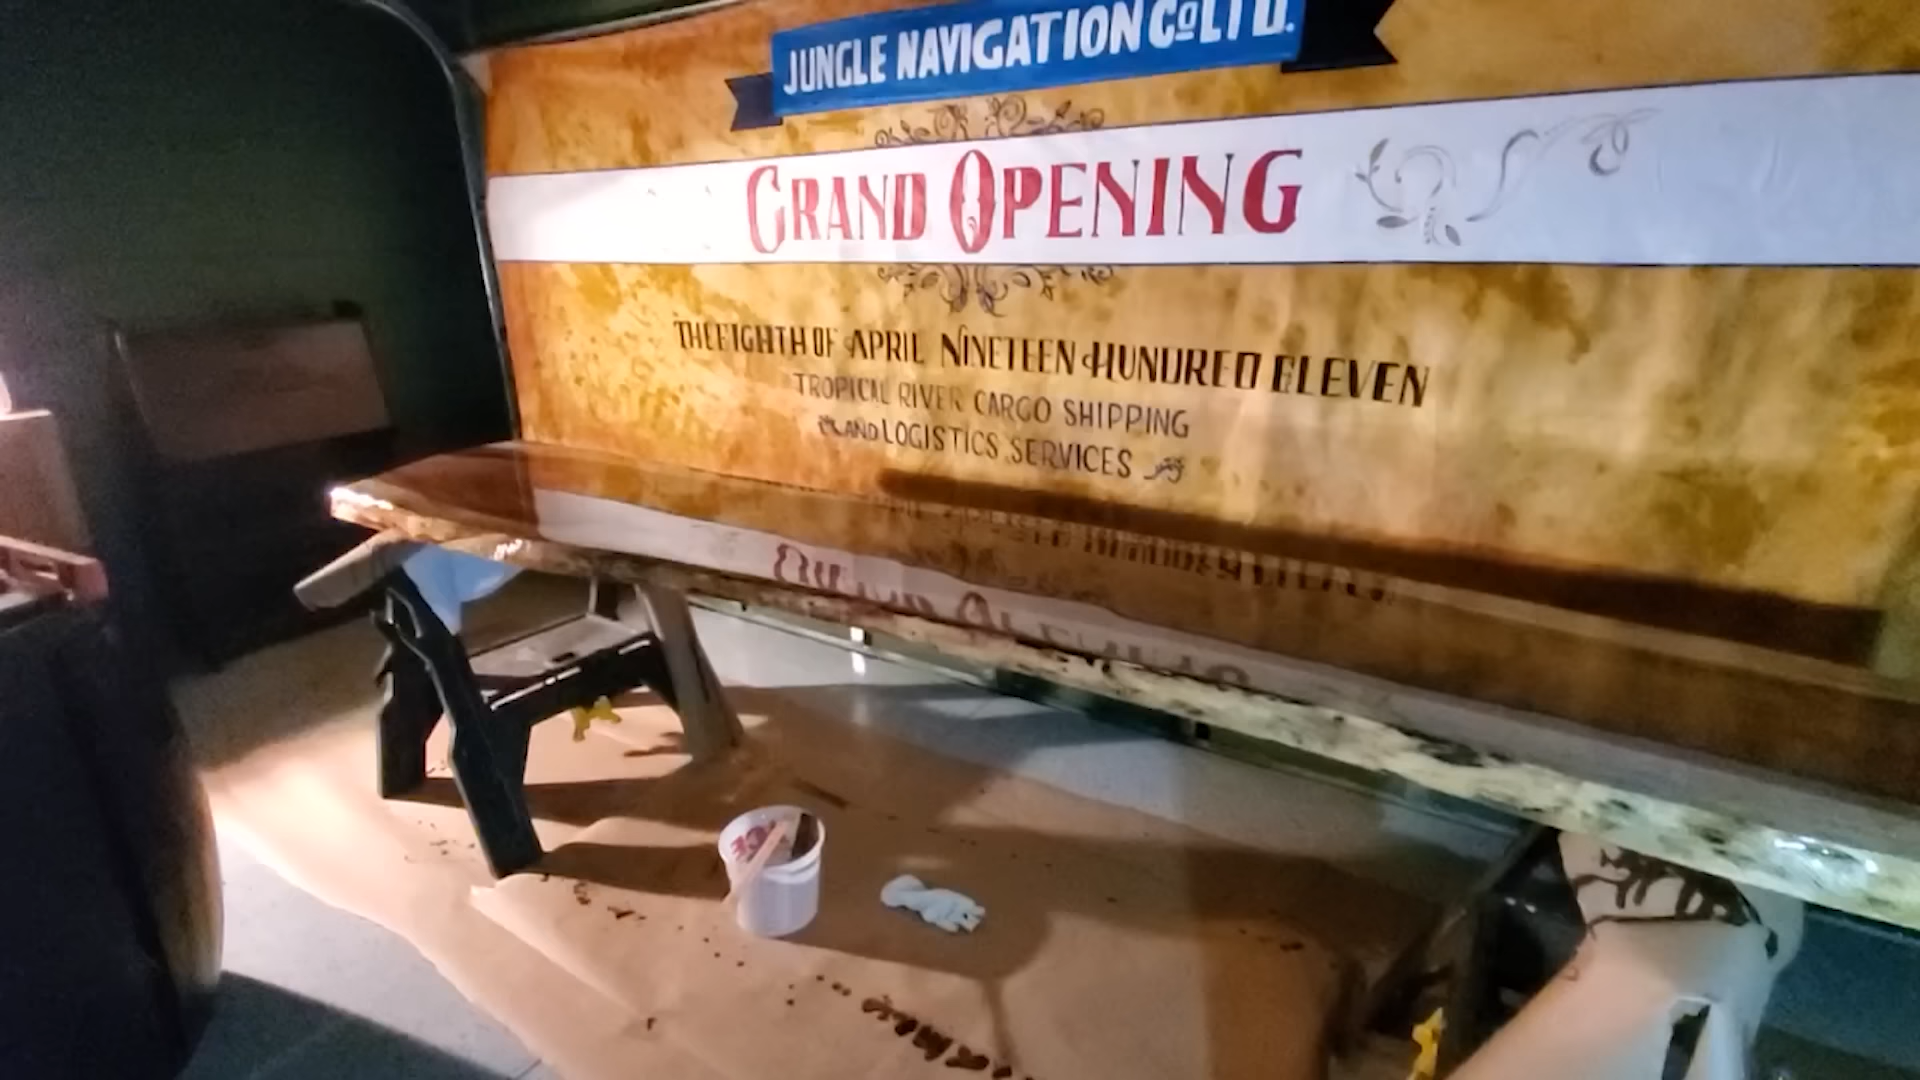 JUNGLE NAVIGATION Co LTD.
GRAND OPENING
THE EIGHTH OF APRIL NINETEEN HUNDRED ELEVEN
TROPICAL RIVER CARGO SHIPPING
AND LOGISTICS SERVICES